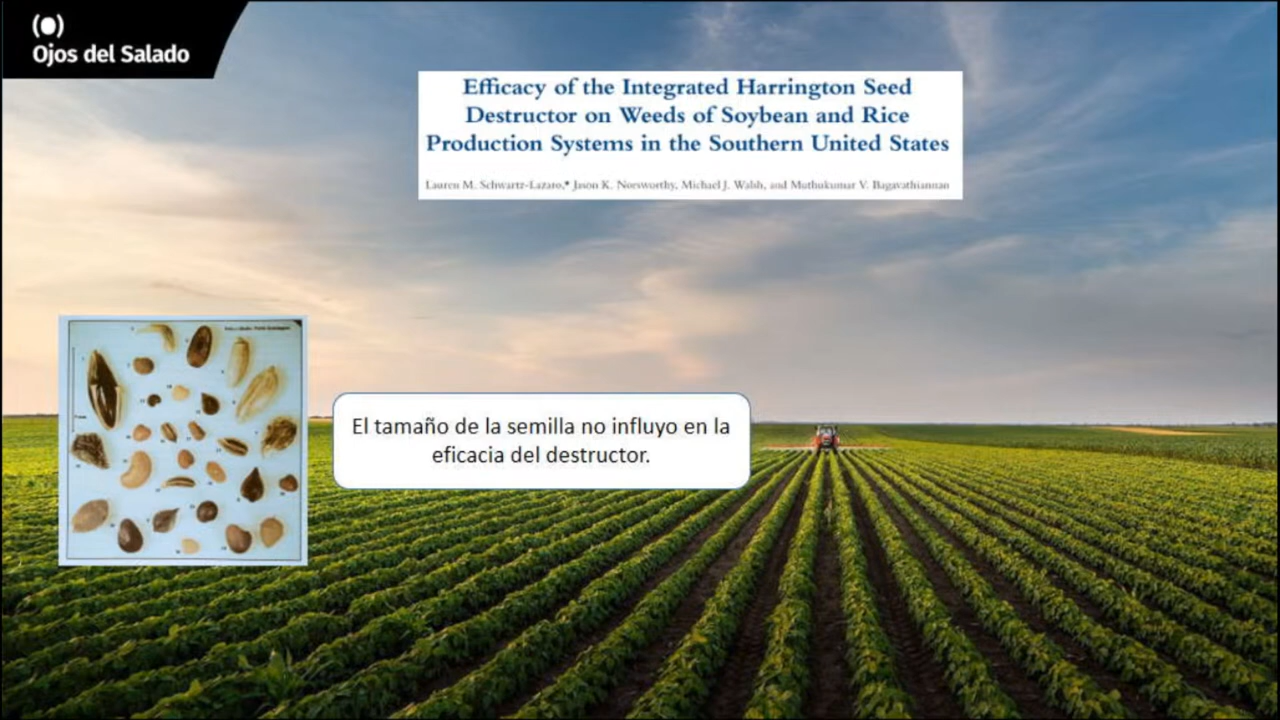 Ojos del Salado
Efficacy of the Integrated Harrington Seed
Destructor on Weeds of Soybean and Rice
Production Systems in the Southern United States
Lauren M. Schwartz-Lazaro,* Jason K. Norsworthy, Michael J. Walsh, and Muthukumar V. Bagavathiannan
El tamaño de la semilla no influyo en la
eficacia del destructor.